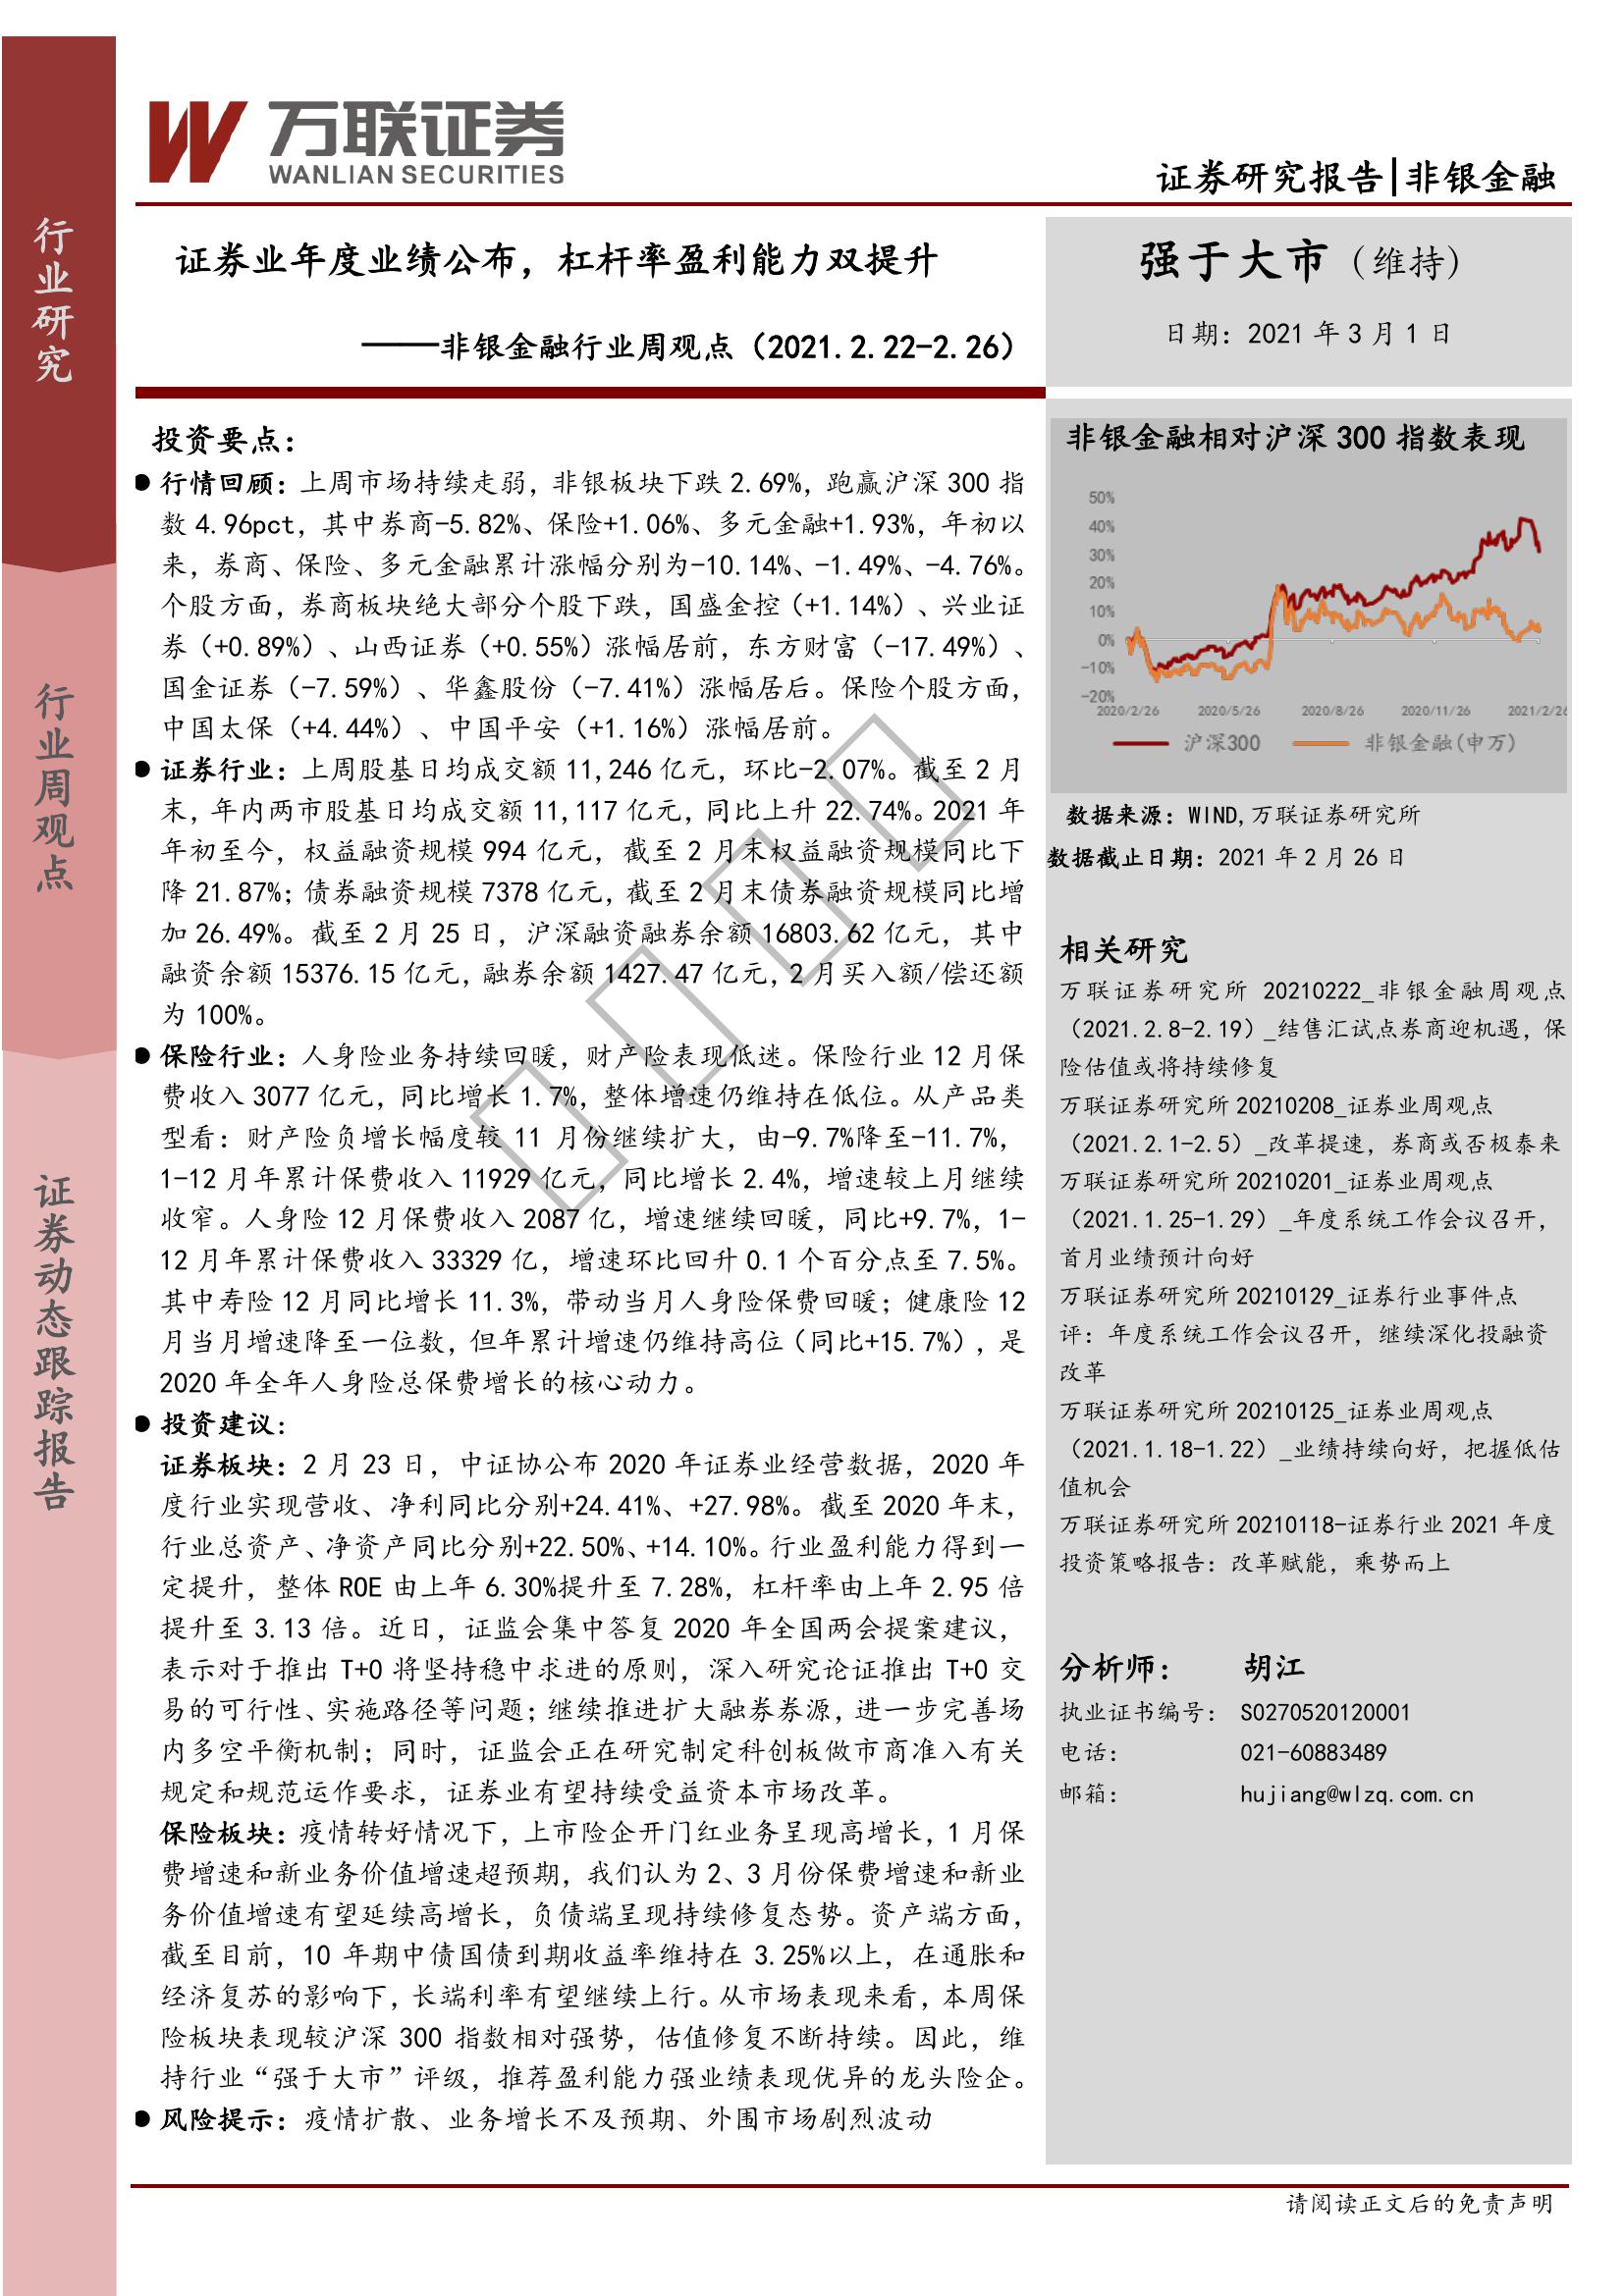 行业研究
行业周观点
证券动态跟踪报告
万联证券
WANLIAN SECURITIES
证券研究报告|非银金融
证券业年度业绩公布，杠杆率盈利能力双提升
——非银金融行业周观点（2021.2.22-2.26）
强于大市（维持）
日期：2021 年 3 月 1 日
投资要点：
● 行情回顾：上周市场持续走弱，非银板块下跌 2.69%，跑赢沪深 300 指
数 4.96pct，其中券商-5.82%、保险+1.06%、多元金融+1.93%，年初以
来，券商、保险、多元金融累计涨幅分别为-10.14%、-1.49%、-4.76%。
个股方面，券商板块绝大部分个股下跌，国盛金控（+1.14%）、兴业证
券（+0.89%）、山西证券（+0.55%）涨幅居前，东方财富（-17.49%）、
国金证券（-7.59%）、华鑫股份（-7.41%）涨幅居后。保险个股方面，
中国太保（+4.44%）、中国平安（+1.16%）涨幅居前。
● 证券行业：上周股基日均成交额 11,246 亿元，环比-2.07%。截至 2 月
末，年内两市股基日均成交额 11,117 亿元，同比上升 22.74%。2021 年
年初至今，权益融资规模 994 亿元，截至 2 月末权益融资规模同比下
降 21.87%；债券融资规模 7378 亿元，截至 2 月末债券融资规模同比增
加 26.49%。截至 2 月 25 日，沪深融资融券余额 16803.62 亿元，其中
融资余额 15376.15 亿元，融券余额 1427.47 亿元，2 月买入额/偿还额
为 100%。
● 保险行业：人身险业务持续回暖，财产险表现低迷。保险行业 12 月保
费收入 3077 亿元，同比增长 1.7%，整体增速仍维持在低位。从产品类
型看：财产险负增长幅度较 11 月份继续扩大，由-9.7%降至-11.7%，
1-12 月年累计保费收入 11929 亿元，同比增长 2.4%，增速较上月继续
收窄。人身险 12 月保费收入 2087 亿，增速继续回暖，同比+9.7%，1-
12 月年累计保费收入 33329 亿，增速环比回升 0.1 个百分点至 7.5%。
其中寿险 12 月同比增长 11.3%，带动当月人身险保费回暖；健康险 12
月当月增速降至一位数，但年累计增速仍维持高位（同比+15.7%），是
2020 年全年人身险总保费增长的核心动力。
● 投资建议：
证券板块：2 月 23 日，中证协公布 2020 年证券业经营数据，2020 年
度行业实现营收、净利同比分别+24.41%、+27.98%。截至 2020 年末，
行业总资产、净资产同比分别+22.50%、+14.10%。行业盈利能力得到一
定提升，整体 ROE 由上年 6.30%提升至 7.28%，杠杆率由上年 2.95 倍
提升至 3.13 倍。近日，证监会集中答复 2020 年全国两会提案建议，
表示对于推出 T+0 将坚持稳中求进的原则，深入研究论证推出 T+0 交
易的可行性、实施路径等问题；继续推进扩大融券券源，进一步完善场
内多空平衡机制；同时，证监会正在研究制定科创板做市商准入有关
规定和规范运作要求，证券业有望持续受益资本市场改革。
保险板块：疫情转好情况下，上市险企开门红业务呈现高增长，1 月保
费增速和新业务价值增速超预期，我们认为 2、3 月份保费增速和新业
务价值增速有望延续高增长，负债端呈现持续修复态势。资产端方面，
截至目前，10 年期中债国债到期收益率维持在 3.25%以上，在通胀和
经济复苏的影响下，长端利率有望继续上行。从市场表现来看，本周保
险板块表现较沪深 300 指数相对强势，估值修复不断持续。因此，维
持行业“强于大市”评级，推荐盈利能力强业绩表现优异的龙头险企。
● 风险提示：疫情扩散、业务增长不及预期、外围市场剧烈波动
非银金融相对沪深 300 指数表现
50%
40%
30%
20%
10%
0%
-10%
-20%
2020/2/26 2020/5/26 2020/8/26 2020/11/26 2021/2/26
沪深300 非银金融(申万)
数据来源：WIND,万联证券研究所
数据截止日期：2021 年 2 月 26 日
相关研究
万联证券研究所 20210222_非银金融周观点
（2021.2.8-2.19）_结售汇试点券商迎机遇，保
险估值或将持续修复
万联证券研究所 20210208_证券业周观点
（2021.2.1-2.5）_改革提速，券商或否极泰来
万联证券研究所 20210201_证券业周观点
（2021.1.25-1.29）_年度系统工作会议召开，
首月业绩预计向好
万联证券研究所 20210129_证券行业事件点
评：年度系统工作会议召开，继续深化投融资
改革
万联证券研究所 20210125_证券业周观点
（2021.1.18-1.22）_业绩持续向好，把握低估
值机会
万联证券研究所 20210118-证券行业 2021 年度
投资策略报告：改革赋能，乘势而上
分析师： 胡江
执业证书编号： S0270520120001
电话： 021-60883489
邮箱： hujiang@wlzq.com.cn
请阅读正文后的免责声明